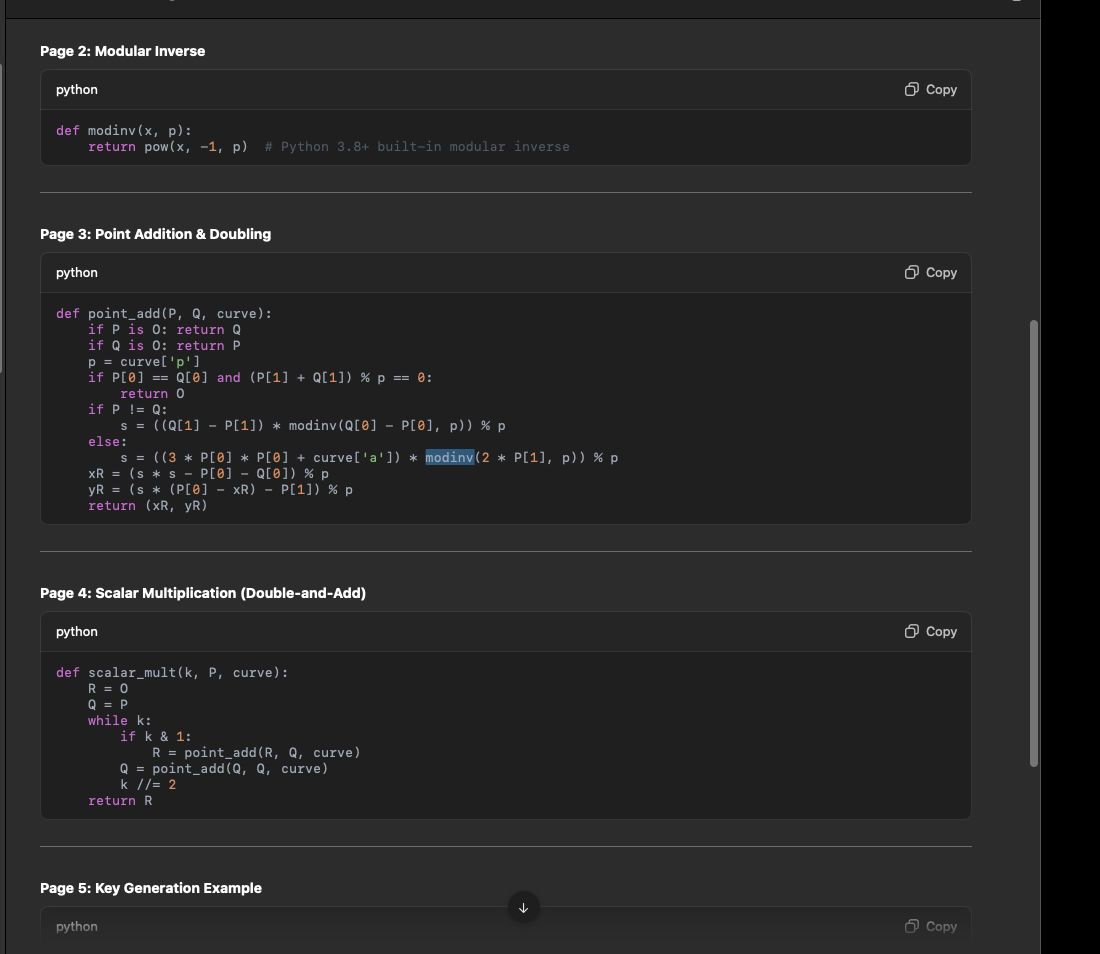 Page 2: Modular Inverse
python
Copy
def modinv(x, p):
    return pow(x, −1, p)  # Python 3.8+ built−in modular inverse
Page 3: Point Addition & Doubling
python
Copy
def point_add(P, Q, curve):
    if P is O: return Q
    if Q is O: return P
    p = curve['p']
    if P[0] == Q[0] and (P[1] + Q[1]) % p == 0:
        return O
    if P != Q:
        s = ((Q[1] − P[1]) * modinv(Q[0] − P[0], p)) % p
    else:
        s = ((3 * P[0] * P[0] + curve['a']) * modinv(2 * P[1], p)) % p
    xR = (s * s − P[0] − Q[0]) % p
    yR = (s * (P[0] − xR) − P[1]) % p
    return (xR, yR)
Page 4: Scalar Multiplication (Double-and-Add)
python
Copy
def scalar_mult(k, P, curve):
    R = O
    Q = P
    while k:
        if k & 1:
            R = point_add(R, Q, curve)
        Q = point_add(Q, Q, curve)
        k //= 2
    return R
Page 5: Key Generation Example
python
Copy